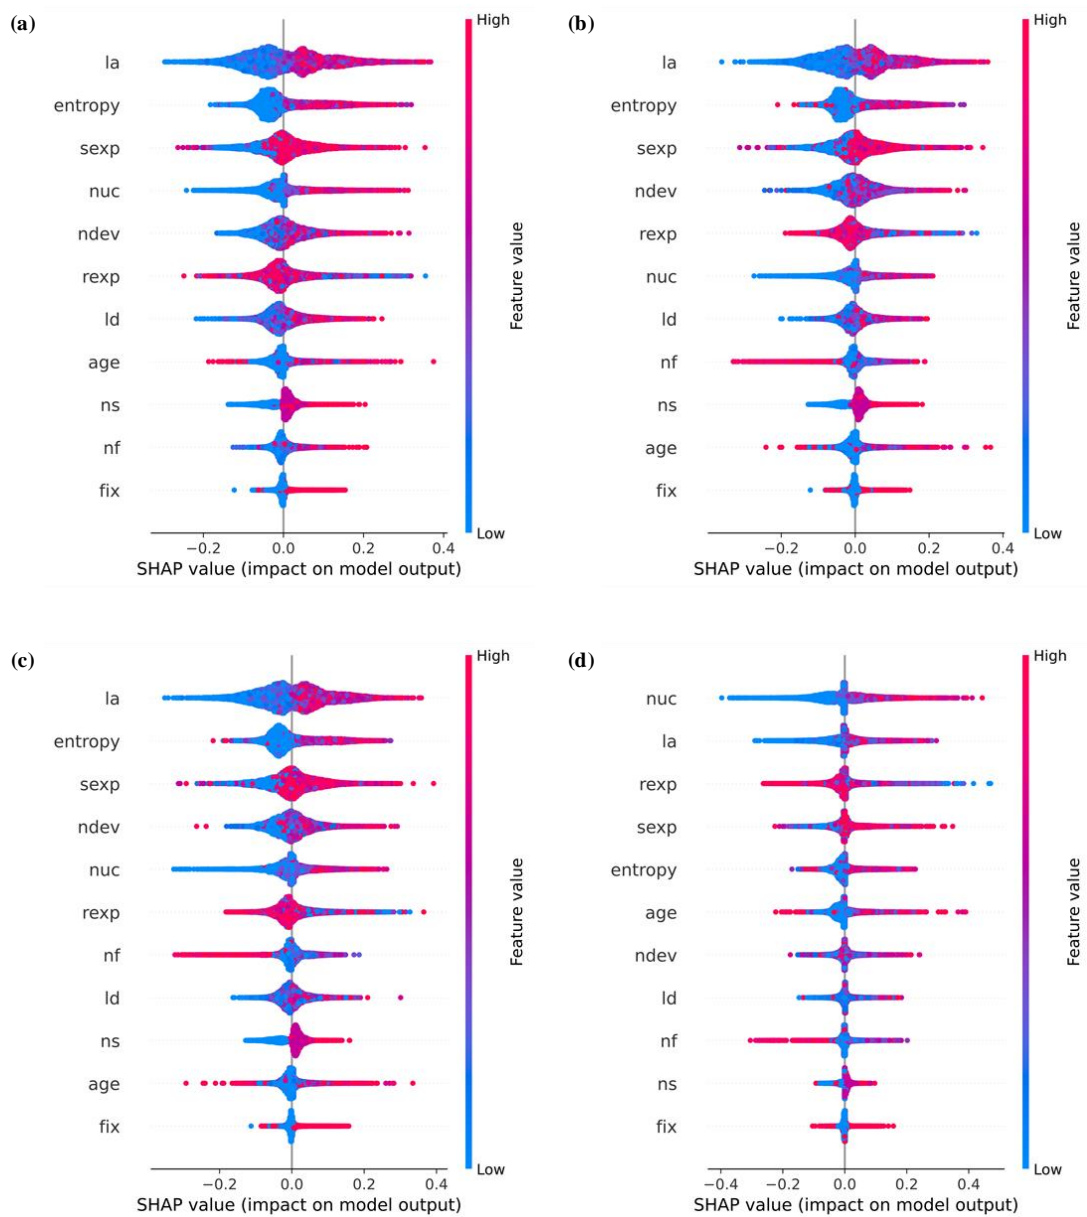 (a)
High
la
entropy
sexp
nuc
ndev
rexp
ld
age
ns
nf
fix
Feature value
Low
−0.2 0.0 0.2 0.4
SHAP value (impact on model output)
(b)
High
la
entropy
sexp
ndev
rexp
nuc
ld
nf
ns
age
fix
Feature value
Low
−0.2 0.0 0.2 0.4
SHAP value (impact on model output)
(c)
High
la
entropy
sexp
ndev
nuc
rexp
nf
ld
ns
age
fix
Feature value
Low
−0.2 0.0 0.2 0.4
SHAP value (impact on model output)
(d)
High
nuc
la
rexp
sexp
entropy
age
ndev
ld
nf
ns
fix
Feature value
Low
−0.4 −0.2 0.0 0.2 0.4
SHAP value (impact on model output)